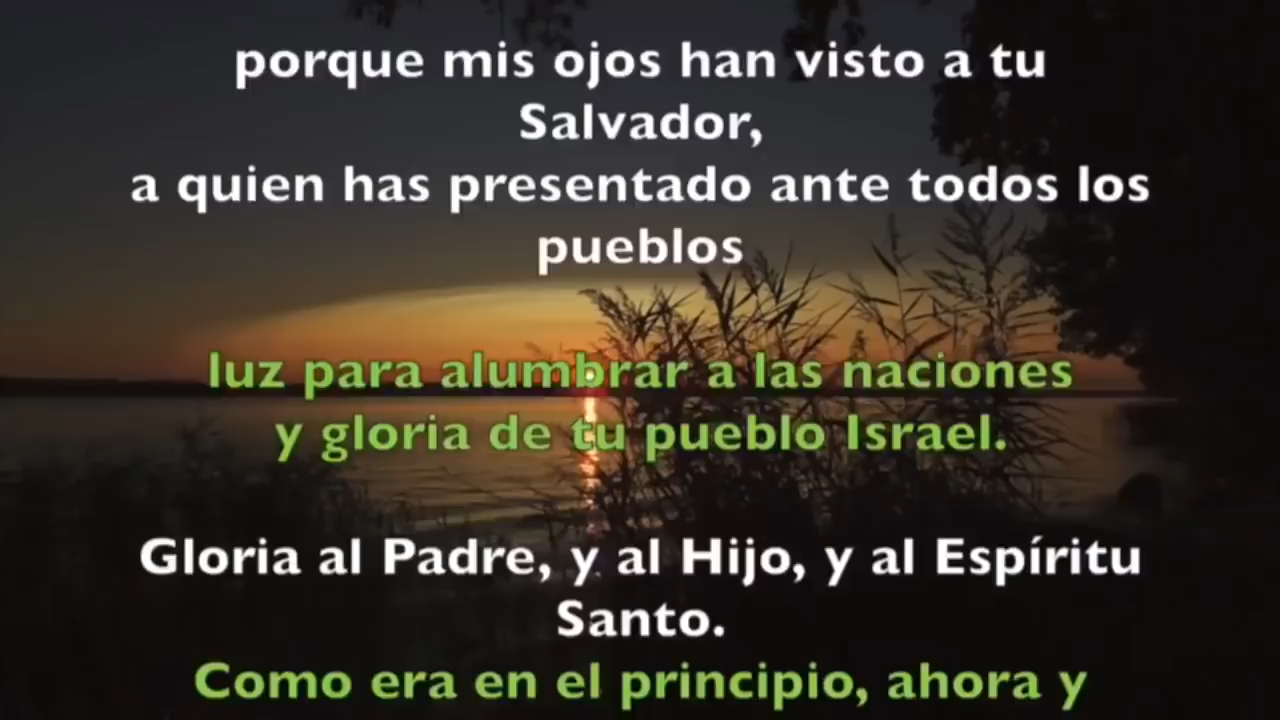 porque mis ojos han visto a tu
Salvador,
a quien has presentado ante todos los
pueblos
luz para alumbrar a las naciones
y gloria de tu pueblo Israel.
Gloria al Padre, y al Hijo, y al Espíritu
Santo.
Como era en el principio, ahora y